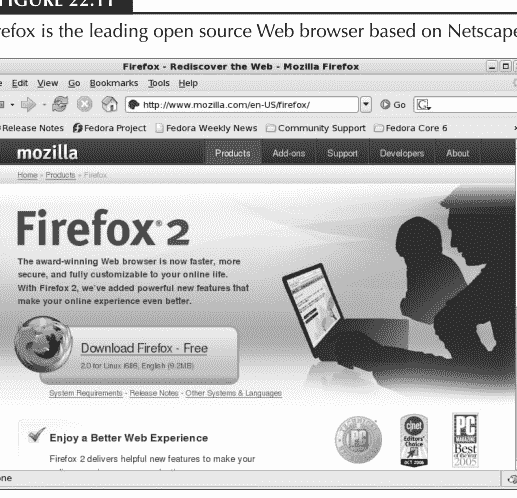 FIGURE 22.11
refox is the leading open source Web browser based on Netscape
Firefox - Rediscover the Web - Mozilla Firefox
e Edit View Go Bookmarks Tools Help
http://www.mozilla.com/en-US/firefox/ Go
Release Notes Fedora Project Fedora Weekly News Community Support Fedora Core 6
mozilla Products Add-ons Support Developers About
Home » Products » Firefox
Firefox® 2
The award-winning Web browser is now faster, more
secure, and fully customizable to your online life.
With Firefox 2, we've added powerful new features that
make your online experience even better.
Download Firefox - Free
2.0 for Linux i686, English (9.2MB)
System Requirements - Release Notes - Other Systems & Languages
Enjoy a Better Web Experience
Firefox 2 delivers helpful new features to make your
cnet
Editors'
Choice
OCT 2006
PC
MAGAZINE
Best
of the year
2005
one